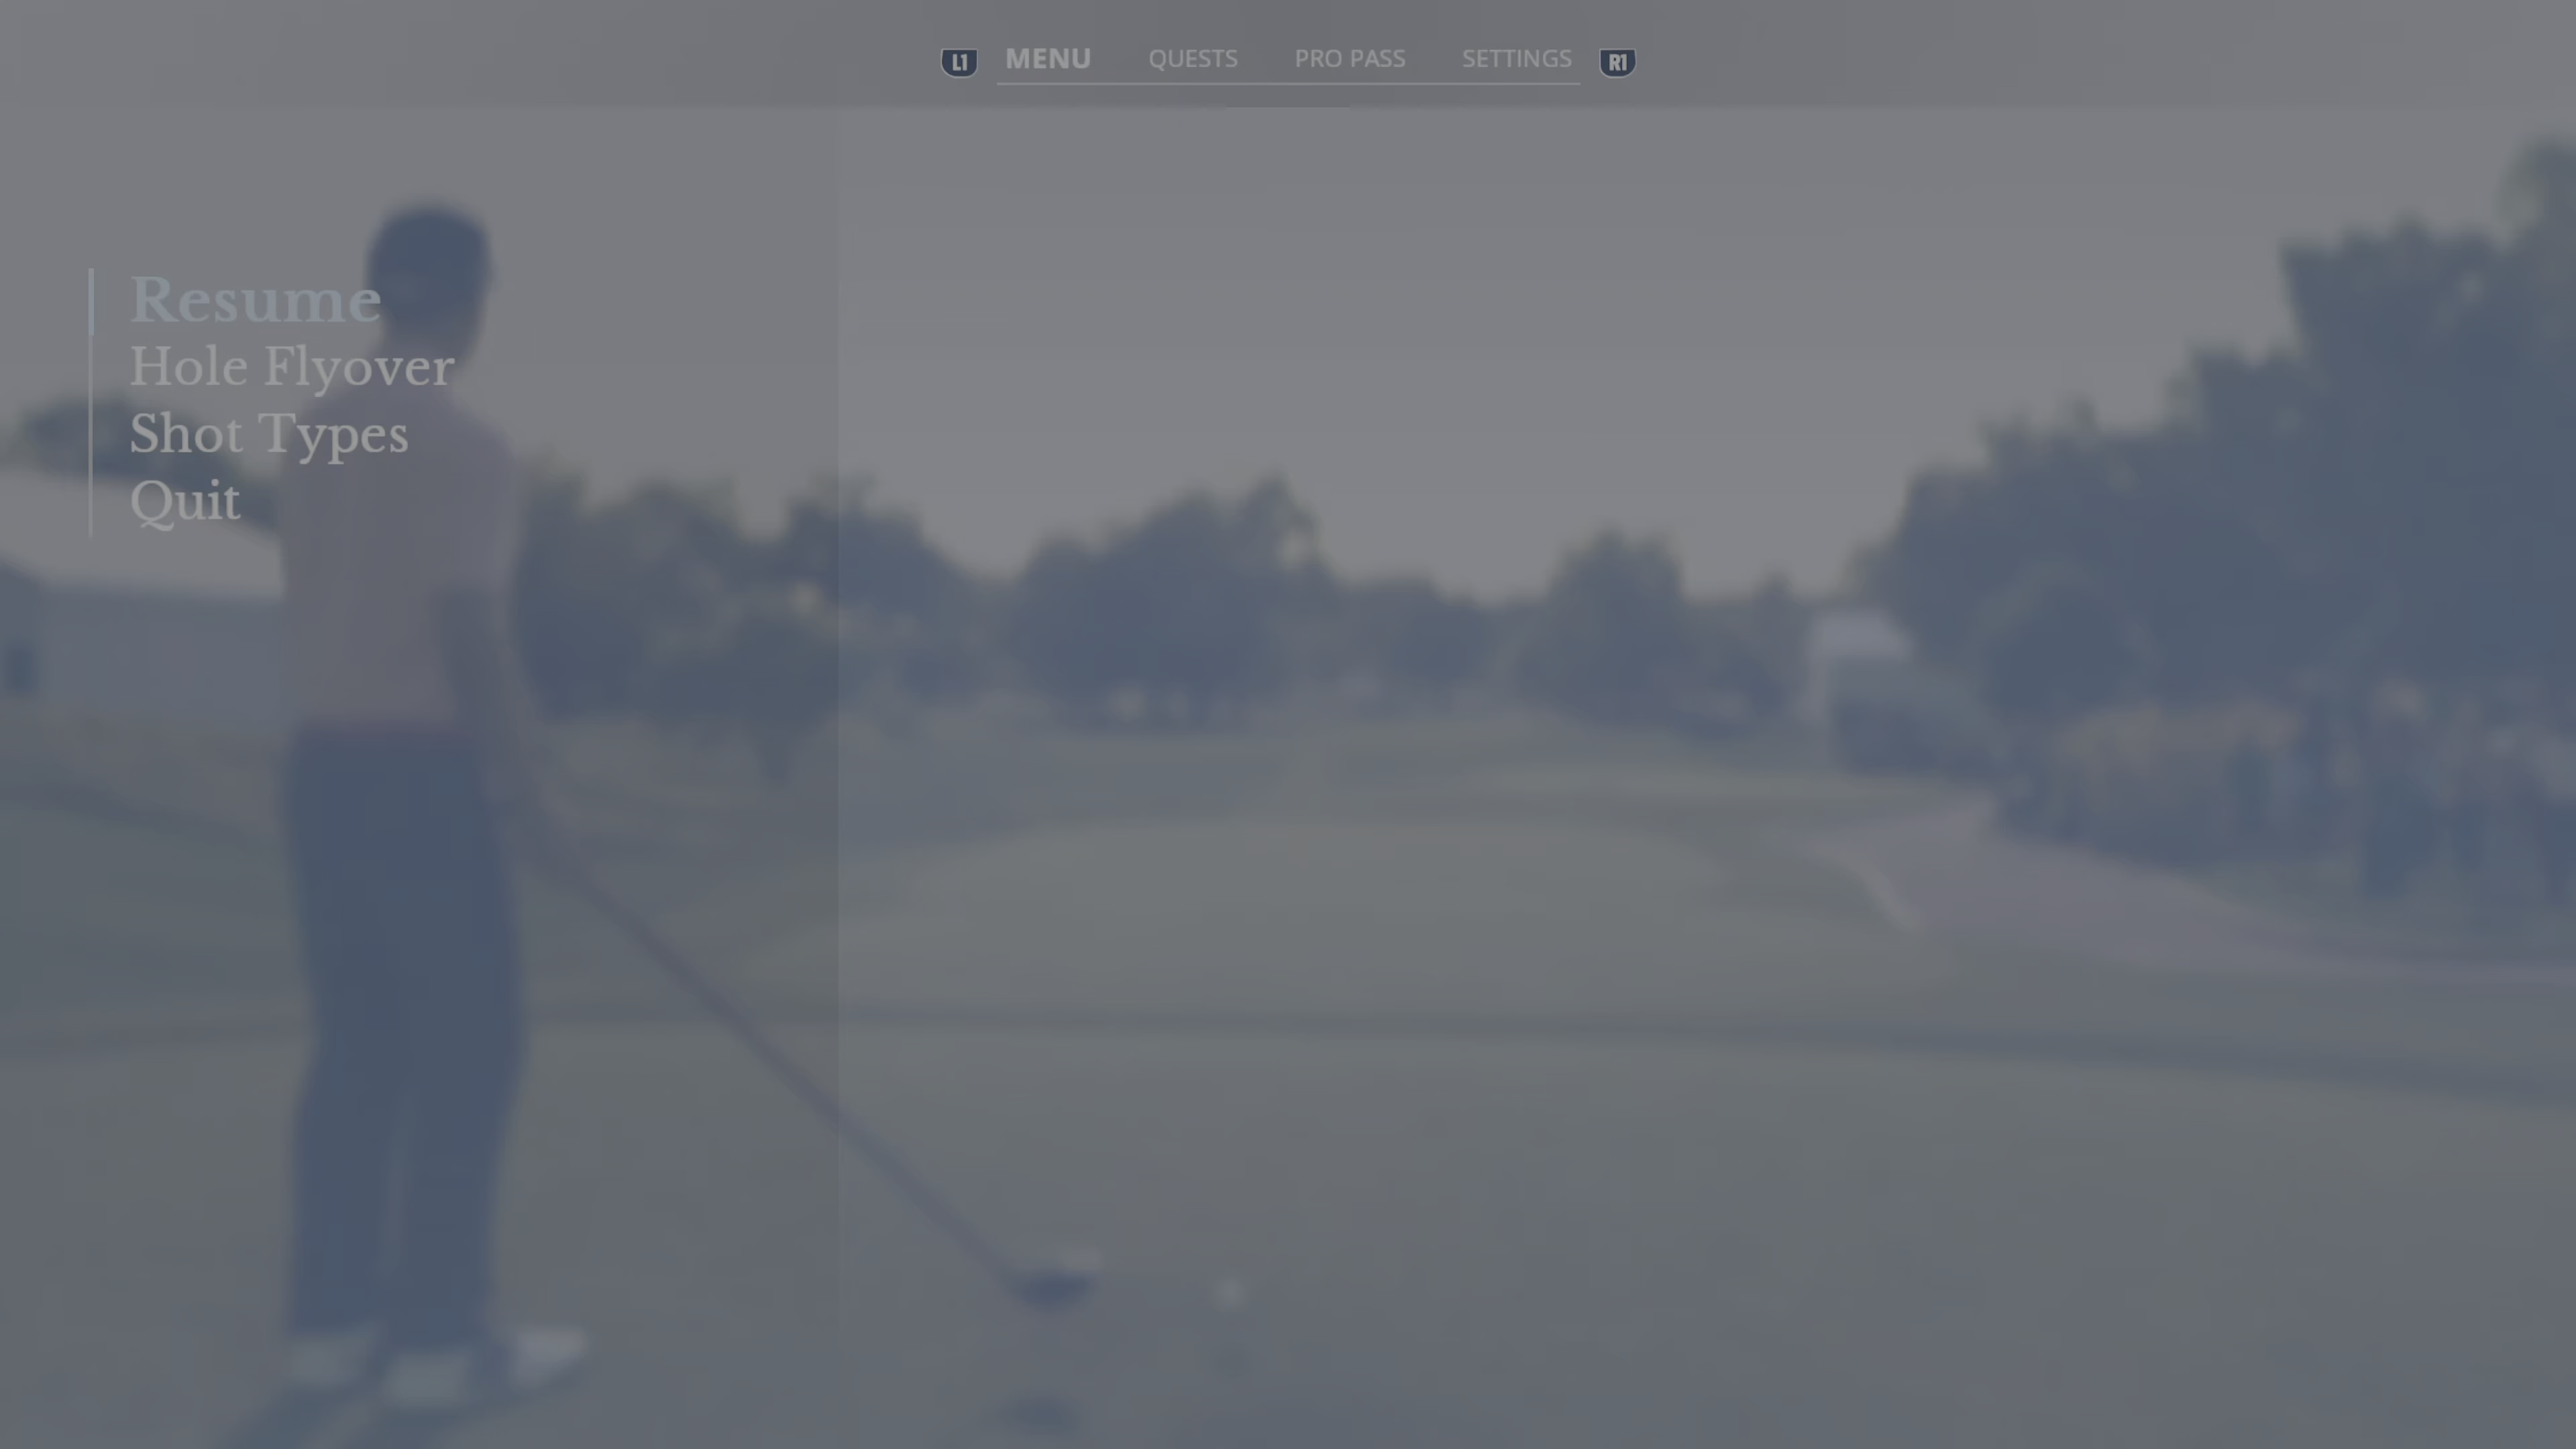 L1 MENU QUESTS PRO PASS SETTINGS R1
Resume
Hole Flyover
Shot Types
Quit